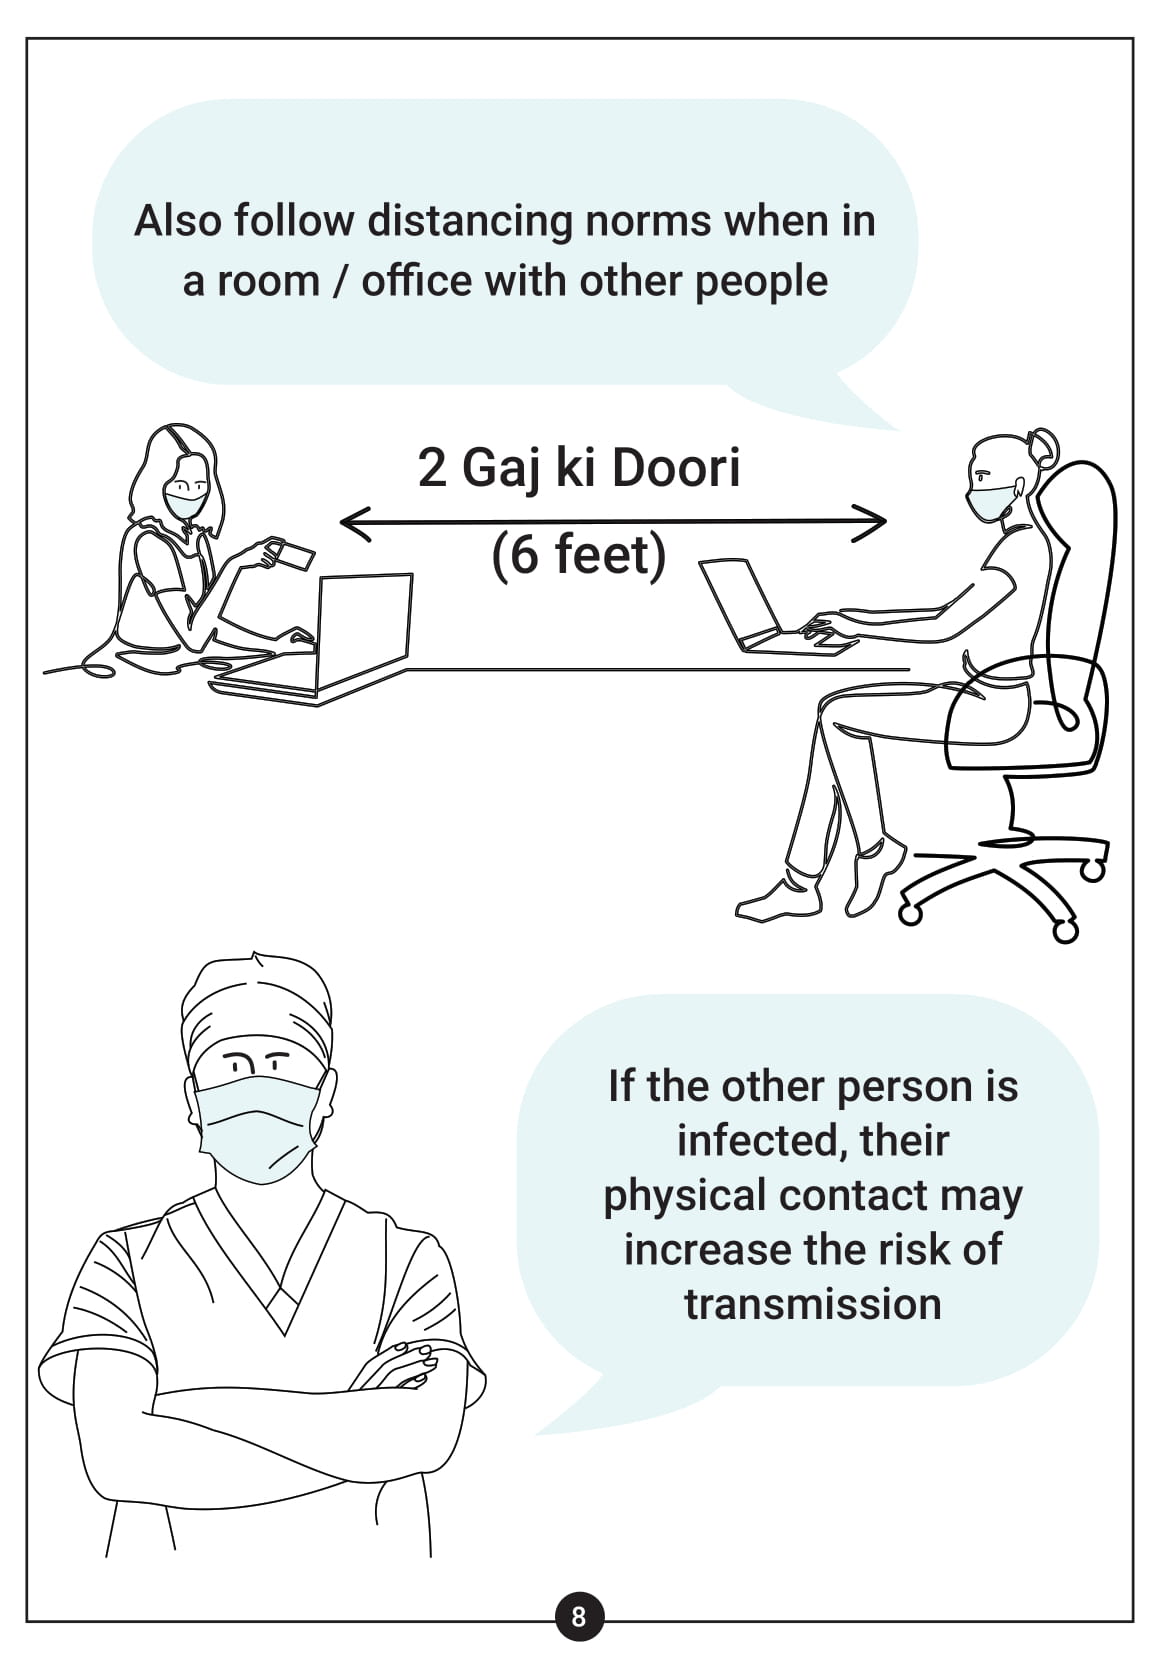 Also follow distancing norms when in
a room / office with other people
2 Gaj ki Doori
(6 feet)
If the other person is
infected, their
physical contact may
increase the risk of
transmission
8